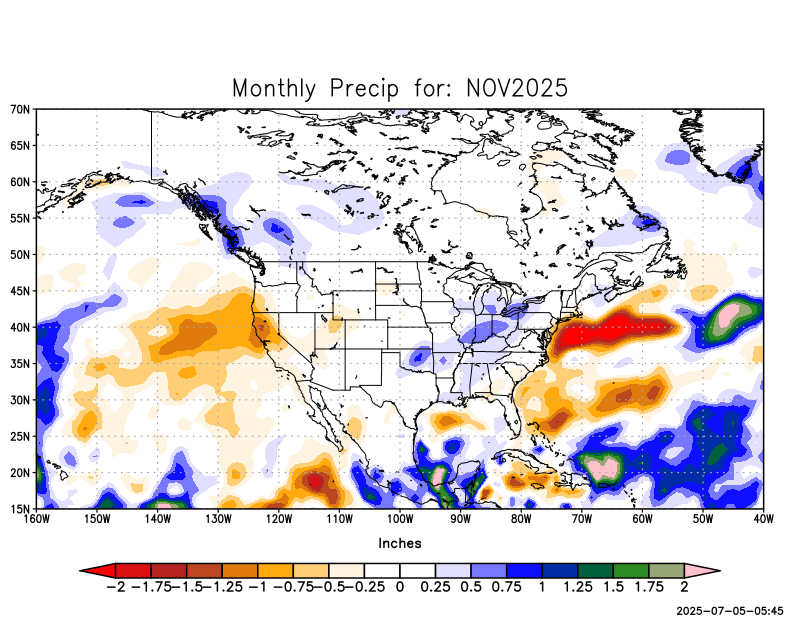 Monthly Precip for: NOV2025
70N
65N
60N
55N
50N
45N
40N
35N
30N
25N
20N
15N
160W 150W 140W 130W 120W 110W 100W 90W 80W 70W 60W 50W 40W
Inches
-2 -1.75 -1.5 -1.25 -1 -0.75 -0.5 -0.25 0 0.25 0.5 0.75 1 1.25 1.5 1.75 2
2025-07-05-05:45